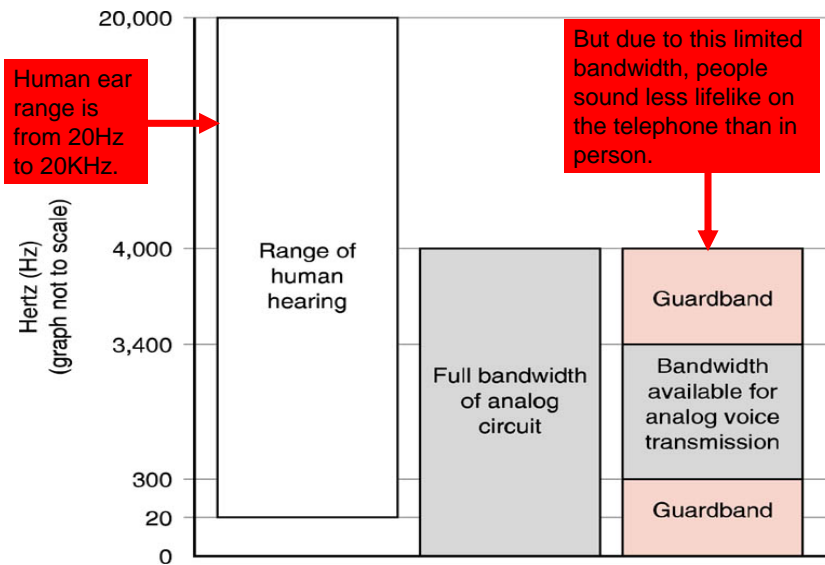 20,000
Human ear
range is
from 20Hz
to 20KHz.
But due to this limited
bandwidth, people
sound less lifelike on
the telephone than in
person.
Hertz (Hz)
(graph not to scale)
4,000
3,400
300
20
0
Range of
human
hearing
Full bandwidth
of analog
circuit
Guardband
Bandwidth
available for
analog voice
transmission
Guardband